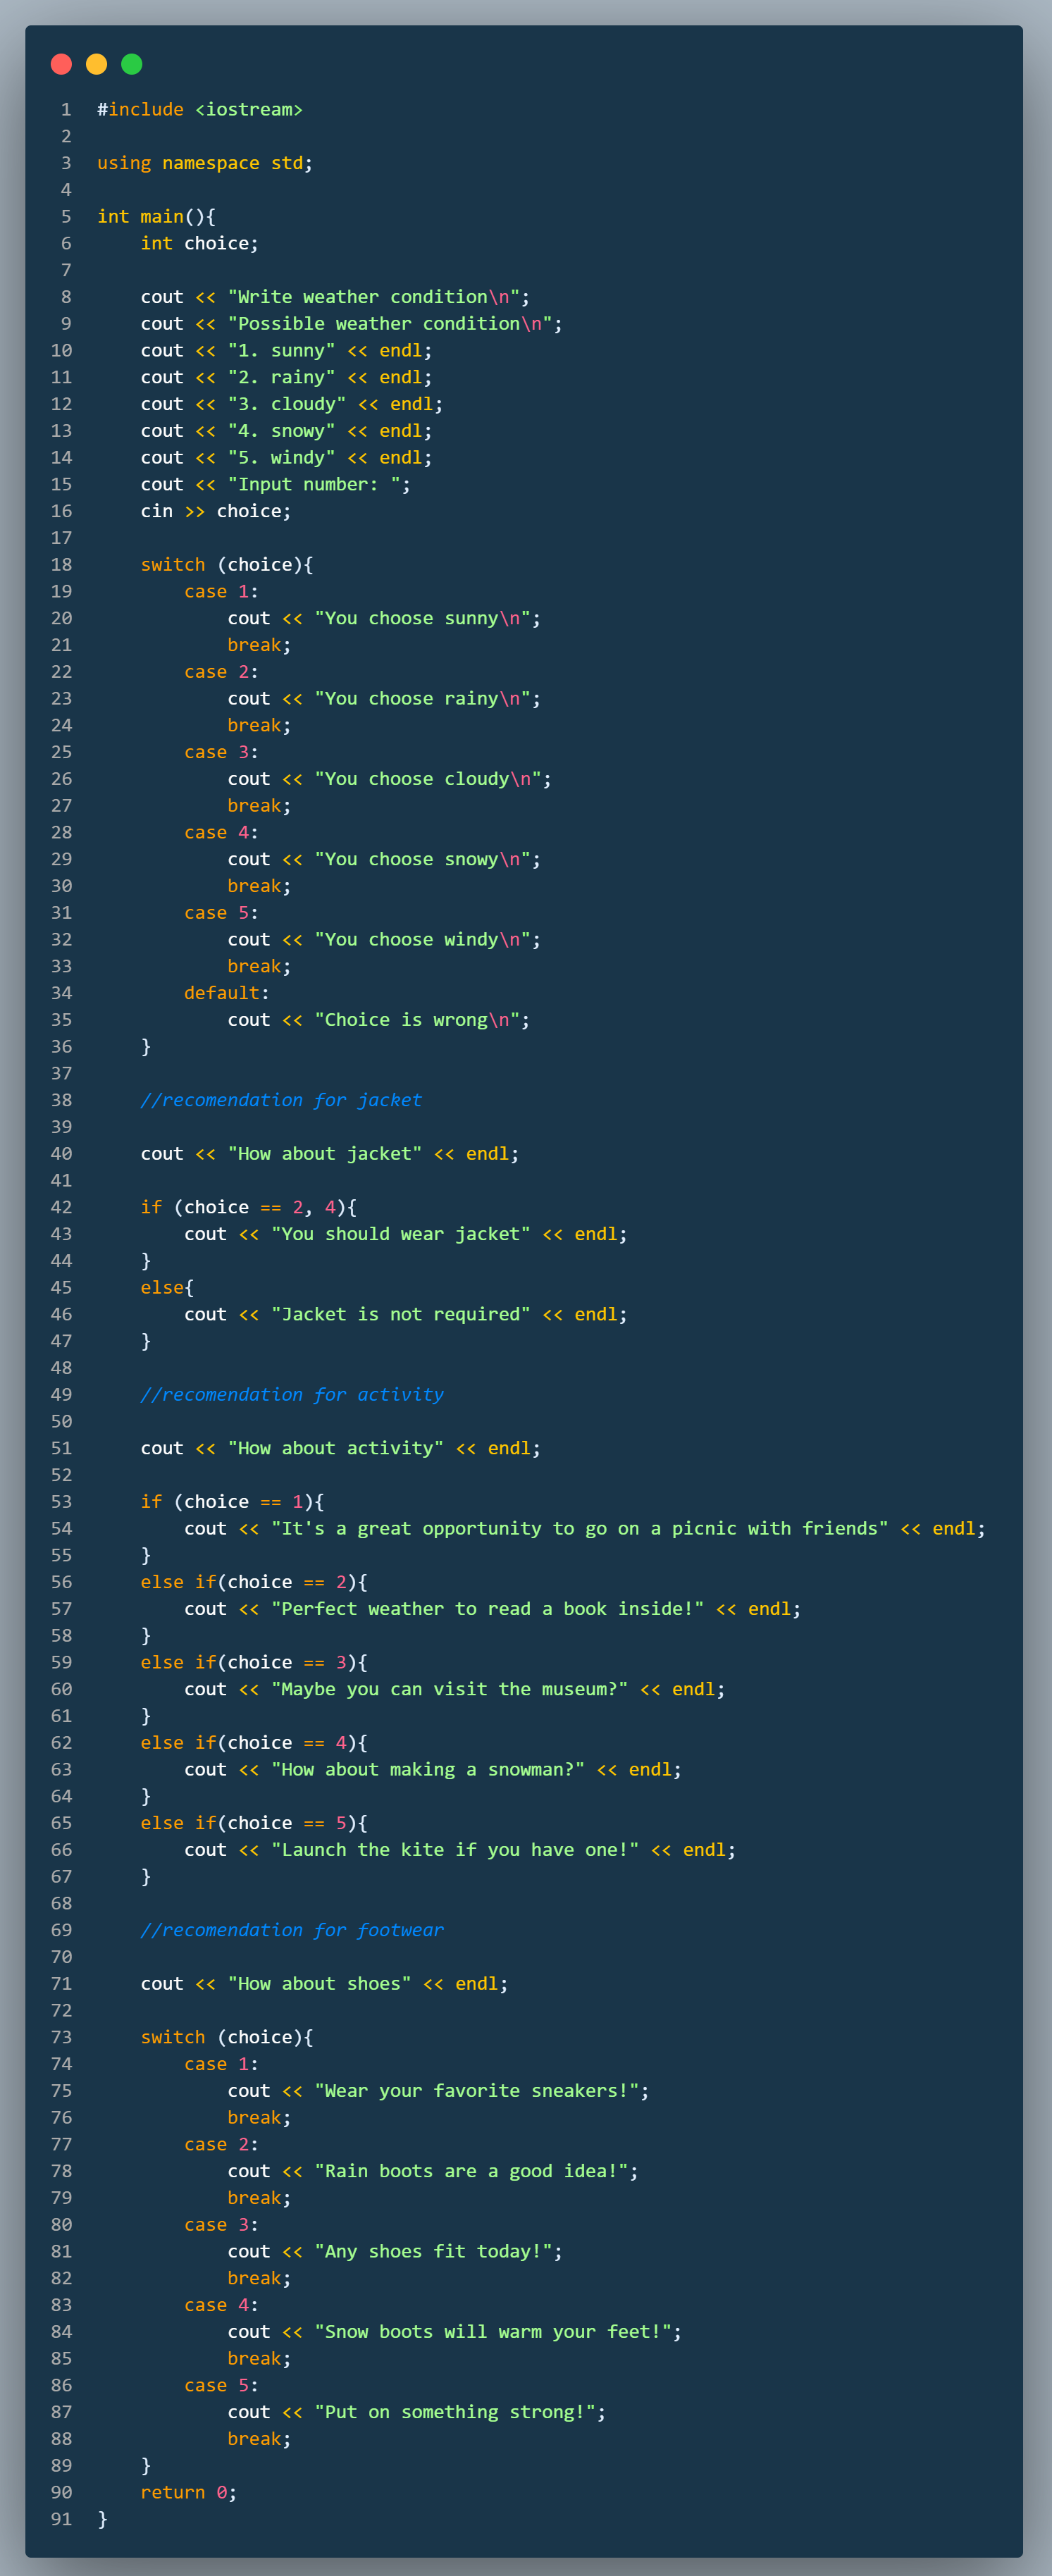 1 #include <iostream>
2
3 using namespace std;
4
5 int main(){
6     int choice;
7
8     cout << "Write weather condition\n";
9     cout << "Possible weather condition\n";
10     cout << "1. sunny" << endl;
11     cout << "2. rainy" << endl;
12     cout << "3. cloudy" << endl;
13     cout << "4. snowy" << endl;
14     cout << "5. windy" << endl;
15     cout << "Input number: ";
16     cin >> choice;
17
18     switch (choice){
19         case 1:
20             cout << "You choose sunny\n";
21             break;
22         case 2:
23             cout << "You choose rainy\n";
24             break;
25         case 3:
26             cout << "You choose cloudy\n";
27             break;
28         case 4:
29             cout << "You choose snowy\n";
30             break;
31         case 5:
32             cout << "You choose windy\n";
33             break;
34         default:
35             cout << "Choice is wrong\n";
36     }
37
38     //recomendation for jacket
39
40     cout << "How about jacket" << endl;
41
42     if (choice == 2, 4){
43         cout << "You should wear jacket" << endl;
44     }
45     else{
46         cout << "Jacket is not required" << endl;
47     }
48
49     //recomendation for activity
50
51     cout << "How about activity" << endl;
52
53     if (choice == 1){
54         cout << "It's a great opportunity to go on a picnic with friends" << endl;
55     }
56     else if(choice == 2){
57         cout << "Perfect weather to read a book inside!" << endl;
58     }
59     else if(choice == 3){
60         cout << "Maybe you can visit the museum?" << endl;
61     }
62     else if(choice == 4){
63         cout << "How about making a snowman?" << endl;
64     }
65     else if(choice == 5){
66         cout << "Launch the kite if you have one!" << endl;
67     }
68
69     //recomendation for footwear
70
71     cout << "How about shoes" << endl;
72
73     switch (choice){
74         case 1:
75             cout << "Wear your favorite sneakers!";
76             break;
77         case 2:
78             cout << "Rain boots are a good idea!";
79             break;
80         case 3:
81             cout << "Any shoes fit today!";
82             break;
83         case 4:
84             cout << "Snow boots will warm your feet!";
85             break;
86         case 5:
87             cout << "Put on something strong!";
88             break;
89     }
90     return 0;
91 }